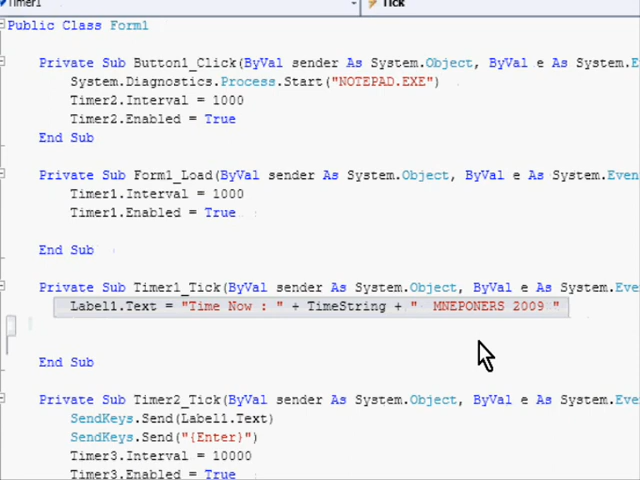 Timer1
Tick
Public Class Form1
Private Sub Button1_Click(ByVal sender As System.Object, ByVal e As System.E
System.Diagnostics.Process.Start("NOTEPAD.EXE")
Timer2.Interval = 1000
Timer2.Enabled = True
End Sub
Private Sub Form1_Load(ByVal sender As System.Object, ByVal e As System.Even
Timer1.Interval = 1000
Timer1.Enabled = True
End Sub
Private Sub Timer1_Tick(ByVal sender As System.Object, ByVal e As System.Eve
Label1.Text = "Time Now : " + TimeString + "  MNEPONERS 2009 "
End Sub
Private Sub Timer2_Tick(ByVal sender As System.Object, ByVal e As System.Eve
SendKeys.Send(Label1.Text)
SendKeys.Send("{Enter}")
Timer3.Interval = 10000
Timer3.Enabled = True